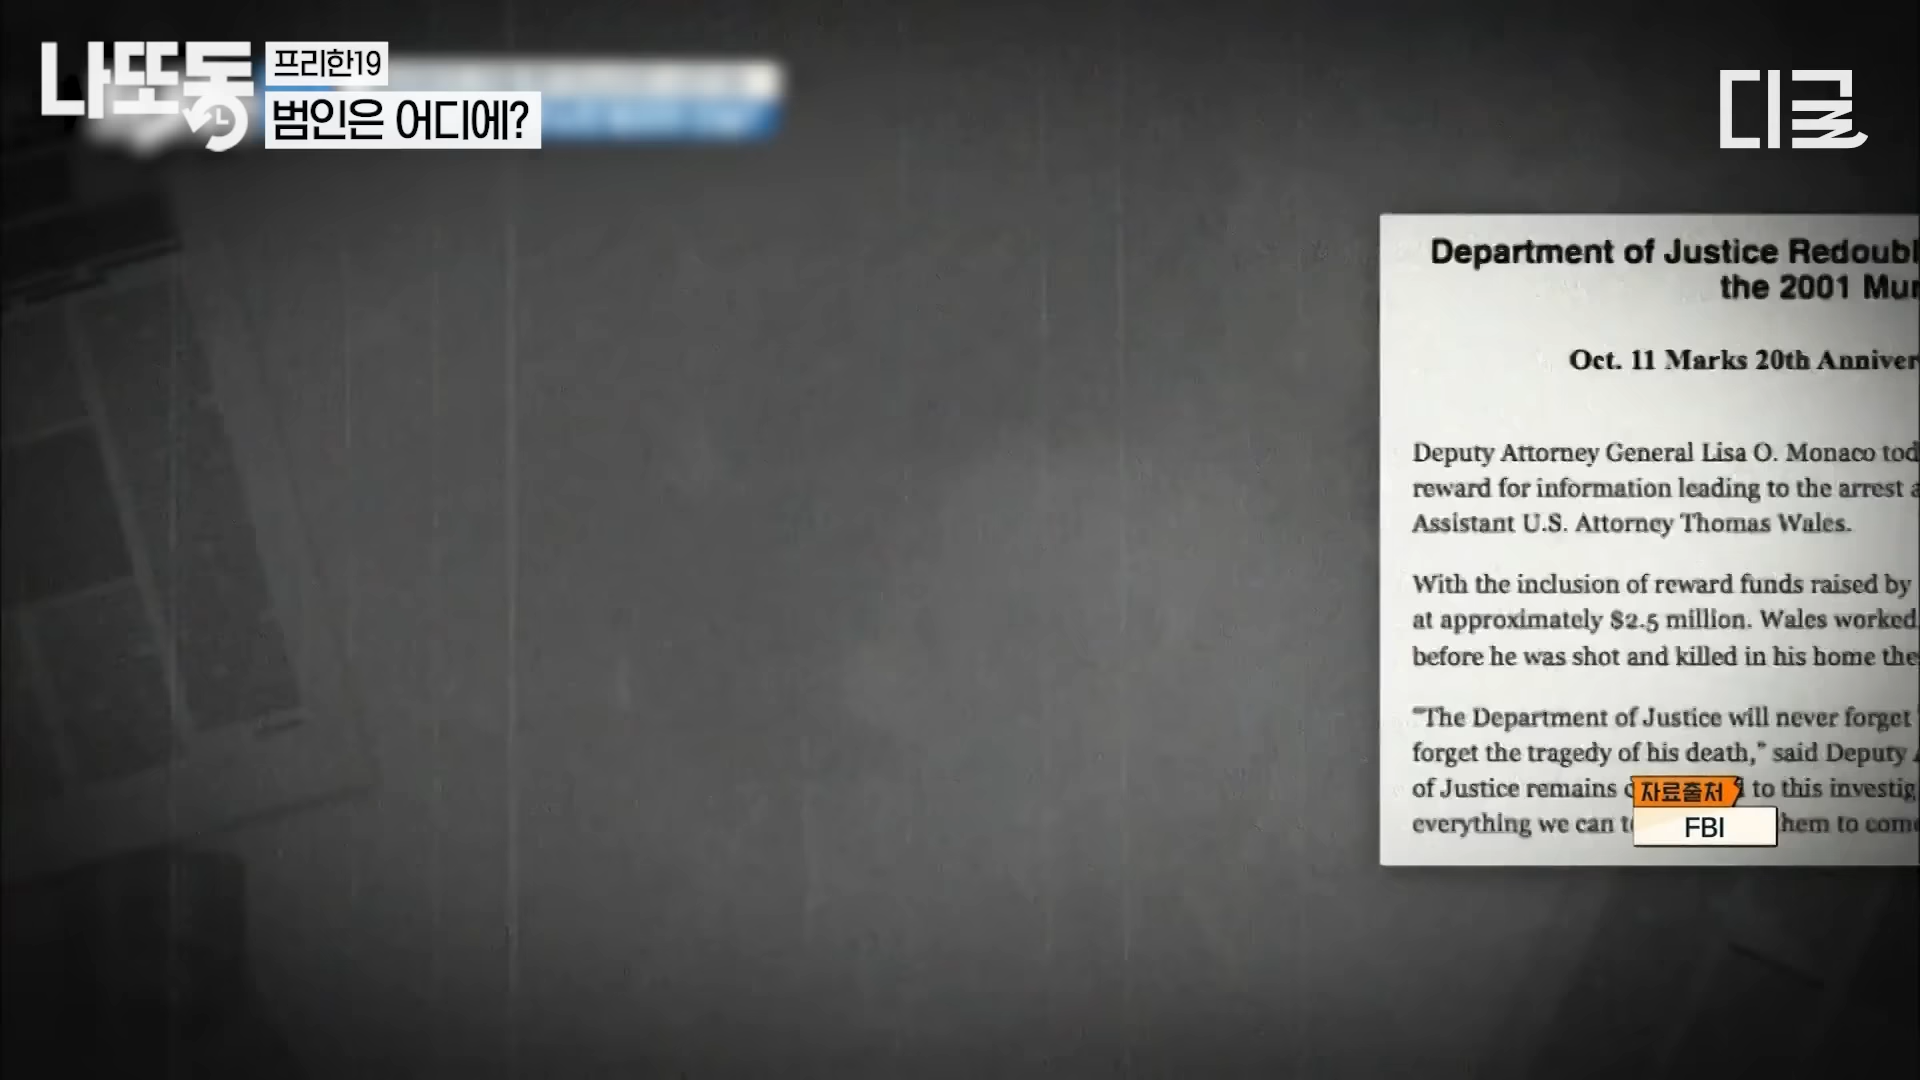 나또동
프리한19
범인은 어디에?
디글
Department of Justice Redoubl
the 2001 Mur
Oct. 11 Marks 20th Anniver
Deputy Attorney General Lisa O. Monaco tod
reward for information leading to the arrest a
Assistant U.S. Attorney Thomas Wales.
With the inclusion of reward funds raised by
at approximately $2.5 million. Wales worked
before he was shot and killed in his home the
"The Department of Justice will never forget
forget the tragedy of his death," said Deputy
of Justice remains to this investig
everything we can hem to come
자료출처
FBI